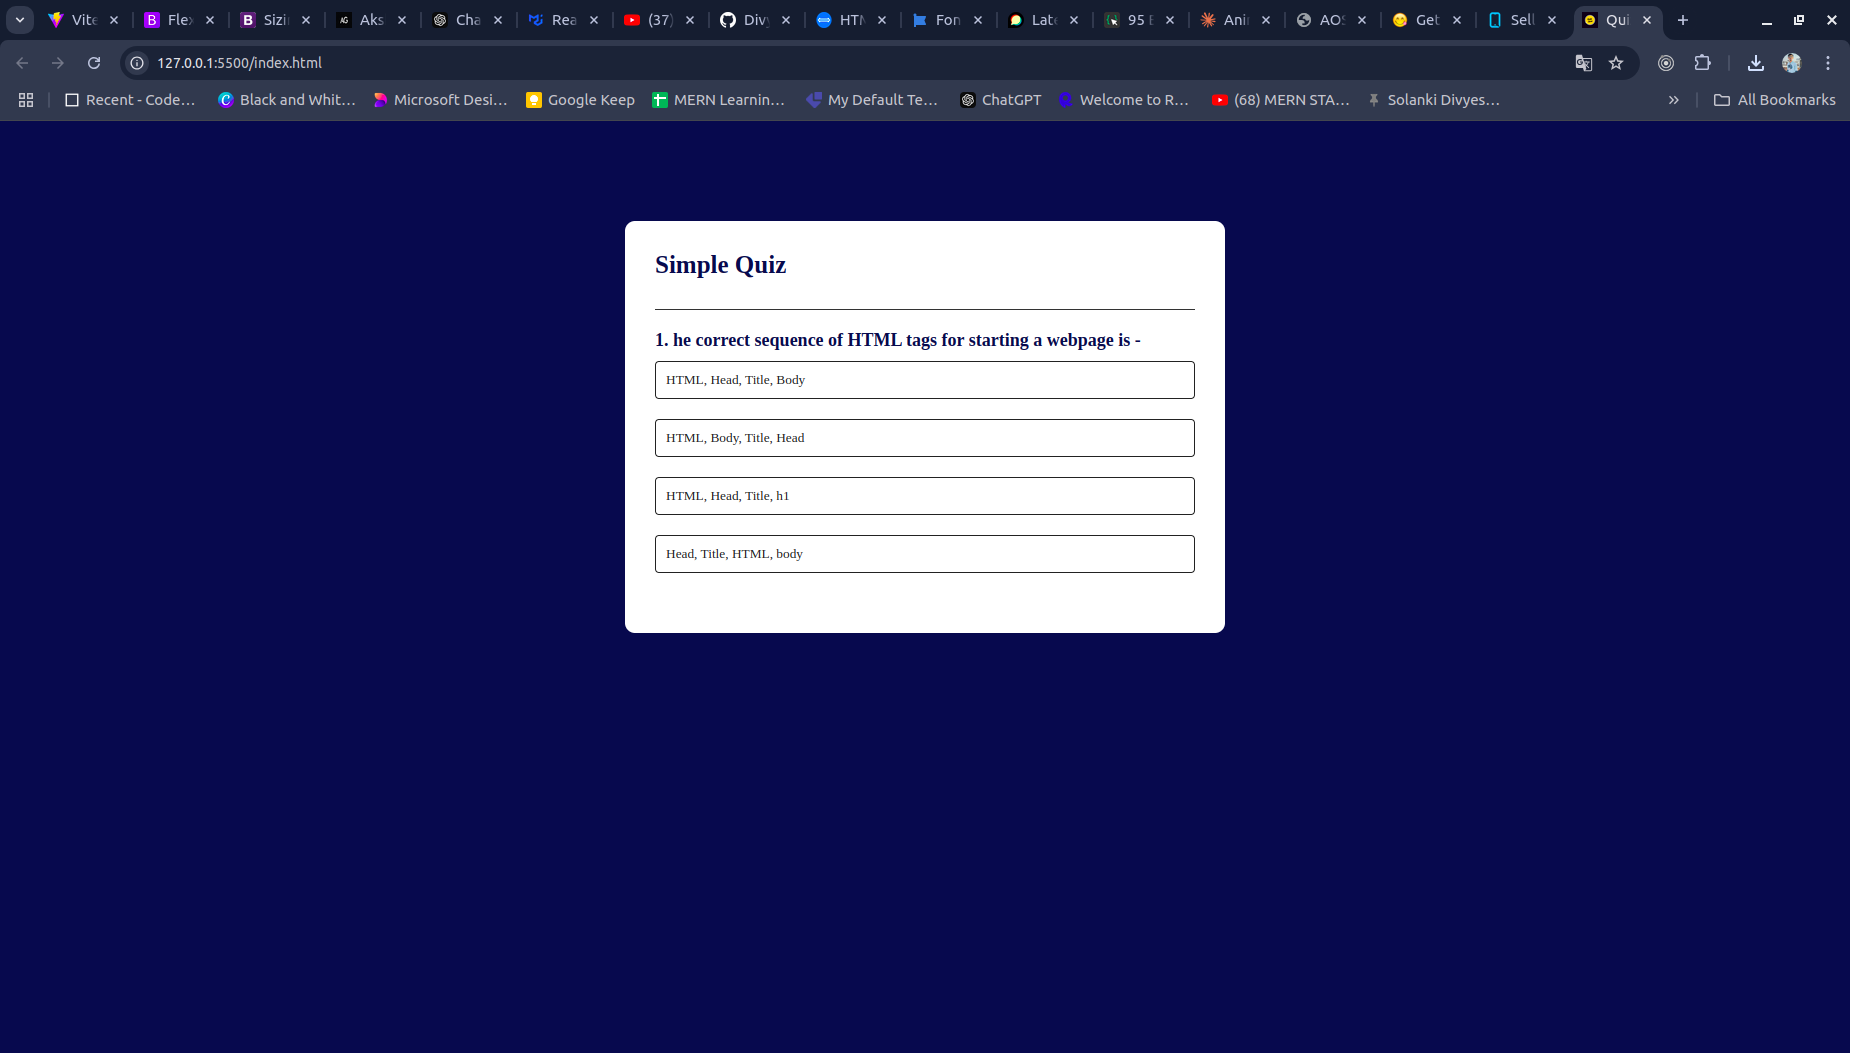 Vite Flex Sizi Aks Cha Rea (37) Divy HTM Fon Late 95 E Ani AOS Get Sell Qui
127.0.0.1:5500/index.html
Recent - Code… Black and Whit… Microsoft Desi… Google Keep MERN Learnin… My Default Te… ChatGPT Welcome to R… (68) MERN STA… Solanki Divyes… » All Bookmarks
Simple Quiz
1. he correct sequence of HTML tags for starting a webpage is -
HTML, Head, Title, Body
HTML, Body, Title, Head
HTML, Head, Title, h1
Head, Title, HTML, body